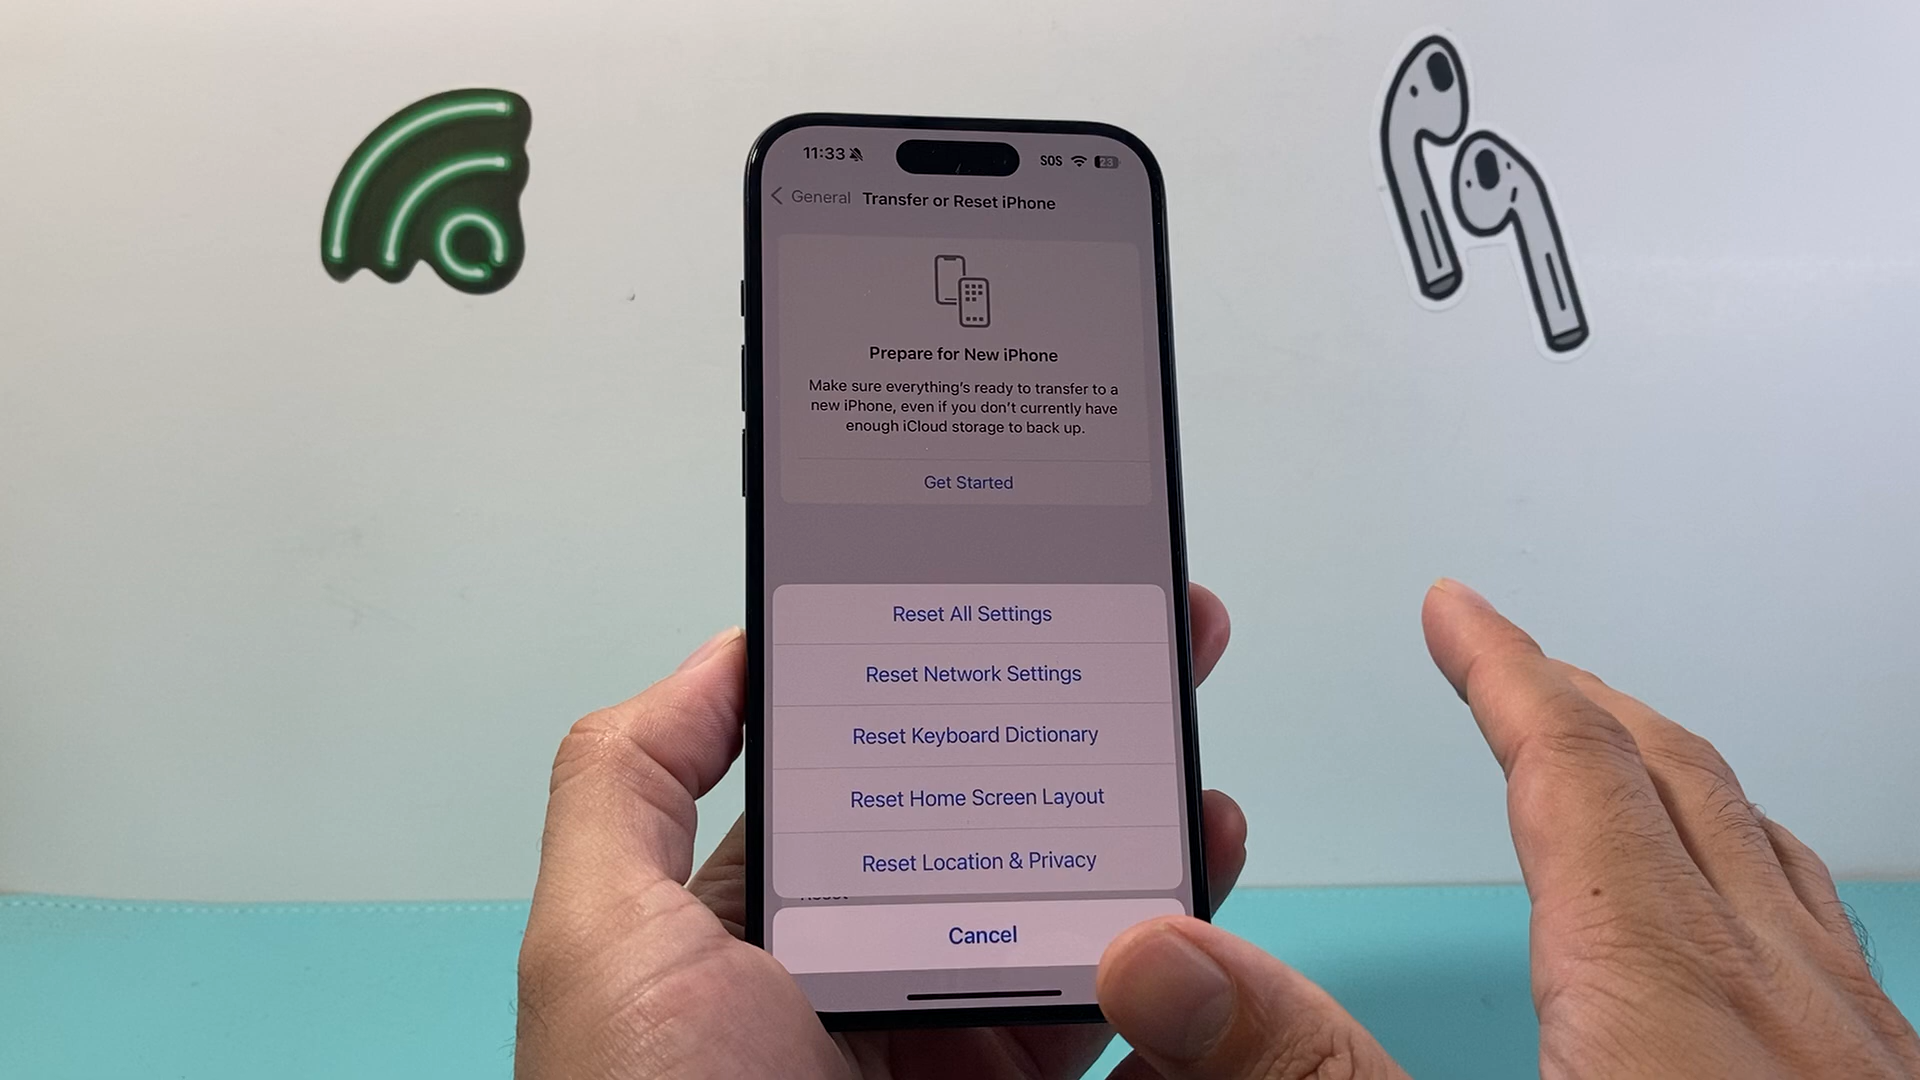 11:33
SOS 23
General Transfer or Reset iPhone
Prepare for New iPhone
Make sure everything's ready to transfer to a
new iPhone, even if you don't currently have
enough iCloud storage to back up.
Get Started
Reset All Settings
Reset Network Settings
Reset Keyboard Dictionary
Reset Home Screen Layout
Reset Location & Privacy
Cancel